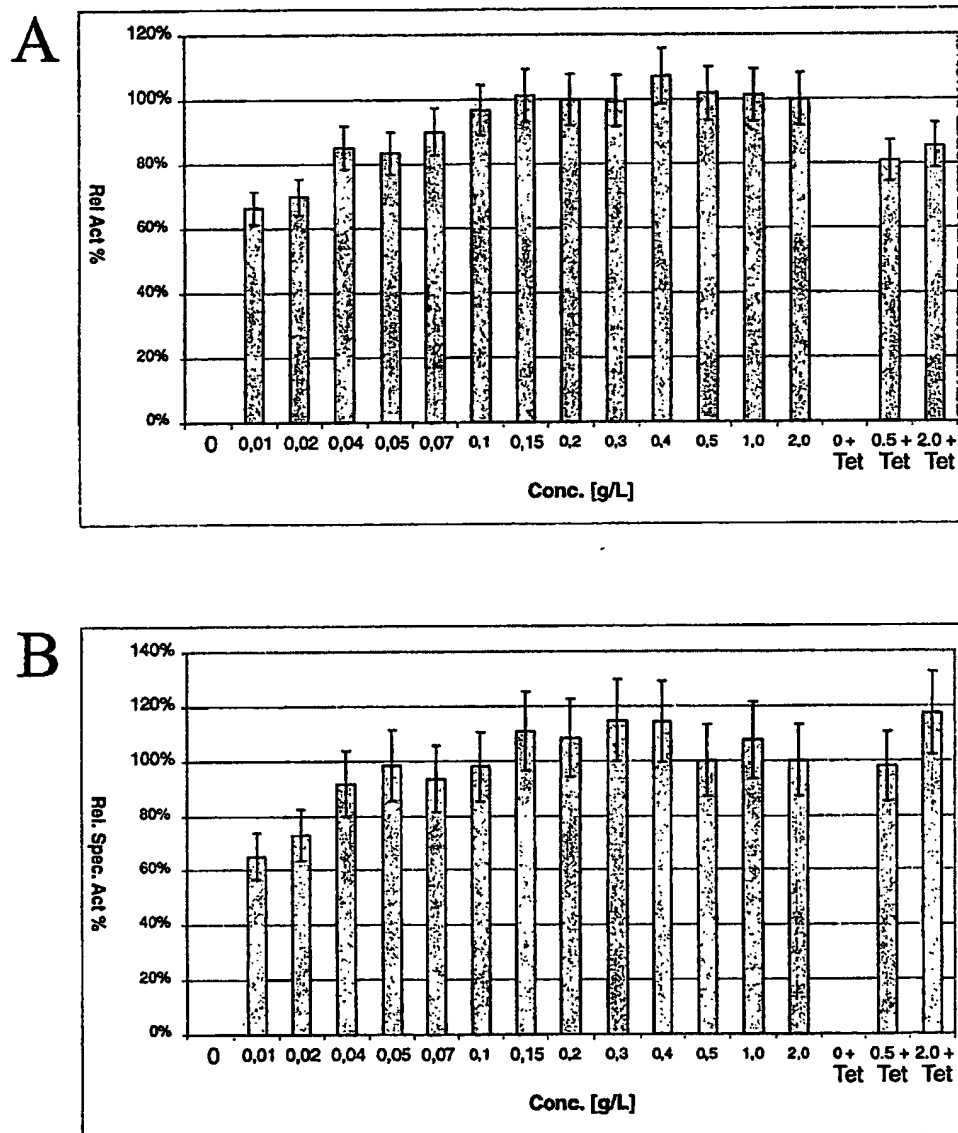 A
120%
100%
80%
60%
40%
20%
0%
Rel Act %
0 0,01 0,02 0,04 0,05 0,07 0,1 0,15 0,2 0,3 0,4 0,5 1,0 2,0 0 + 0.5 + 2.0 +
Tet Tet Tet
Conc. [g/L]
B
140%
120%
100%
80%
60%
40%
20%
0%
Rel. Spec. Act %
0 0,01 0,02 0,04 0,05 0,07 0,1 0,15 0,2 0,3 0,4 0,5 1,0 2.0 0 + 0.5 + 2.0 +
Tet Tet Tet
Conc. [g/L]